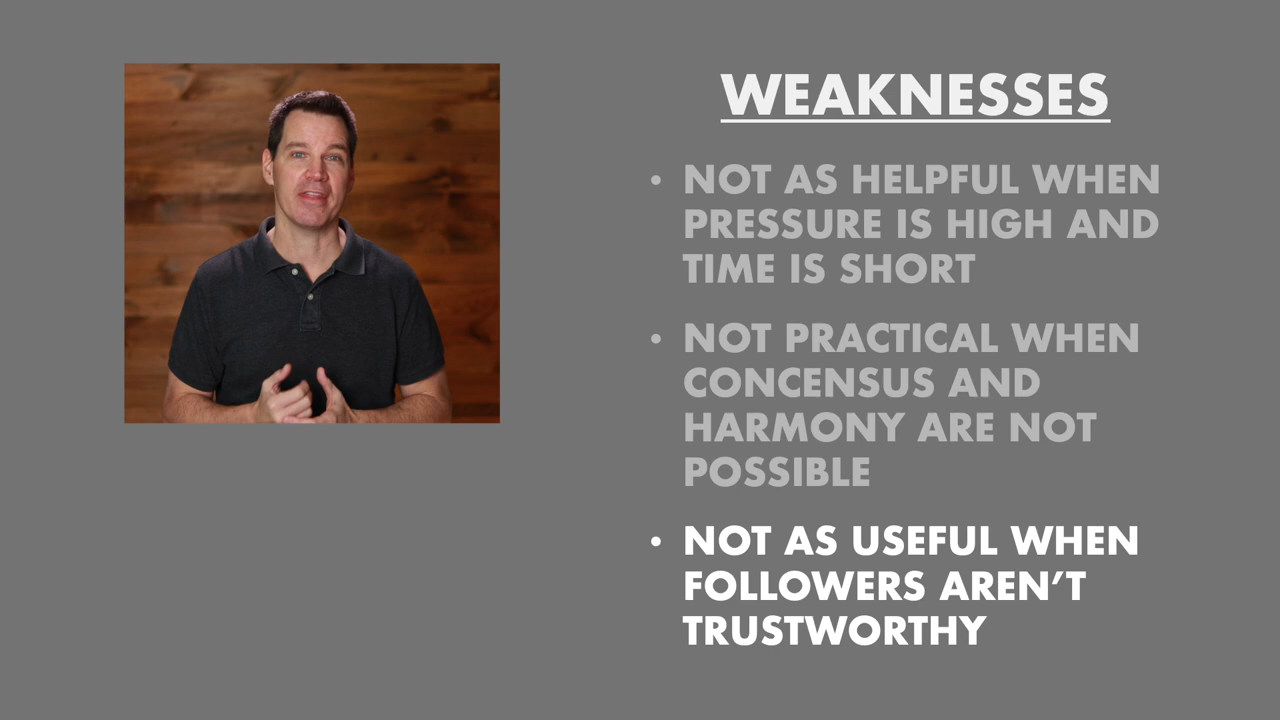 WEAKNESSES
• NOT AS HELPFUL WHEN
PRESSURE IS HIGH AND
TIME IS SHORT
• NOT PRACTICAL WHEN
CONCENSUS AND
HARMONY ARE NOT
POSSIBLE
• NOT AS USEFUL WHEN
FOLLOWERS AREN’T
TRUSTWORTHY